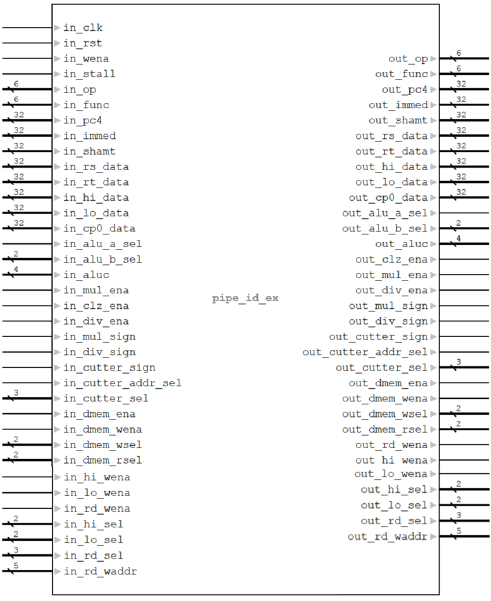 in_clk
in_rst
in_wena
in_stall
6 in_op
6 in_func
32 in_pc4
32 in_immed
32 in_shamt
32 in_rs_data
32 in_rt_data
32 in_hi_data
32 in_lo_data
32 in_cp0_data
in_alu_a_sel
2 in_alu_b_sel
4 in_aluc
in_mul_ena
in_clz_ena
in_div_ena
in_mul_sign
in_div_sign
in_cutter_sign
in_cutter_addr_sel
3 in_cutter_sel
in_dmem_ena
in_dmem_wena
2 in_dmem_wsel
2 in_dmem_rsel
in_hi_wena
in_lo_wena
in_rd_wena
2 in_hi_sel
2 in_lo_sel
3 in_rd_sel
5 in_rd_waddr
pipe_id_ex
out_op 6
out_func 6
out_pc4 32
out_immed 32
out_shamt 32
out_rs_data 32
out_rt_data 32
out_hi_data 32
out_lo_data 32
out_cp0_data 32
out_alu_a_sel
out_alu_b_sel 2
out_aluc 4
out_clz_ena
out_mul_ena
out_div_ena
out_mul_sign
out_div_sign
out_cutter_sign
out_cutter_addr_sel
out_cutter_sel 3
out_dmem_ena
out_dmem_wena
out_dmem_wsel 2
out_dmem_rsel 2
out_rd_wena
out_hi_wena
out_lo_wena
out_hi_sel 2
out_lo_sel 2
out_rd_sel 3
out_rd_waddr 5